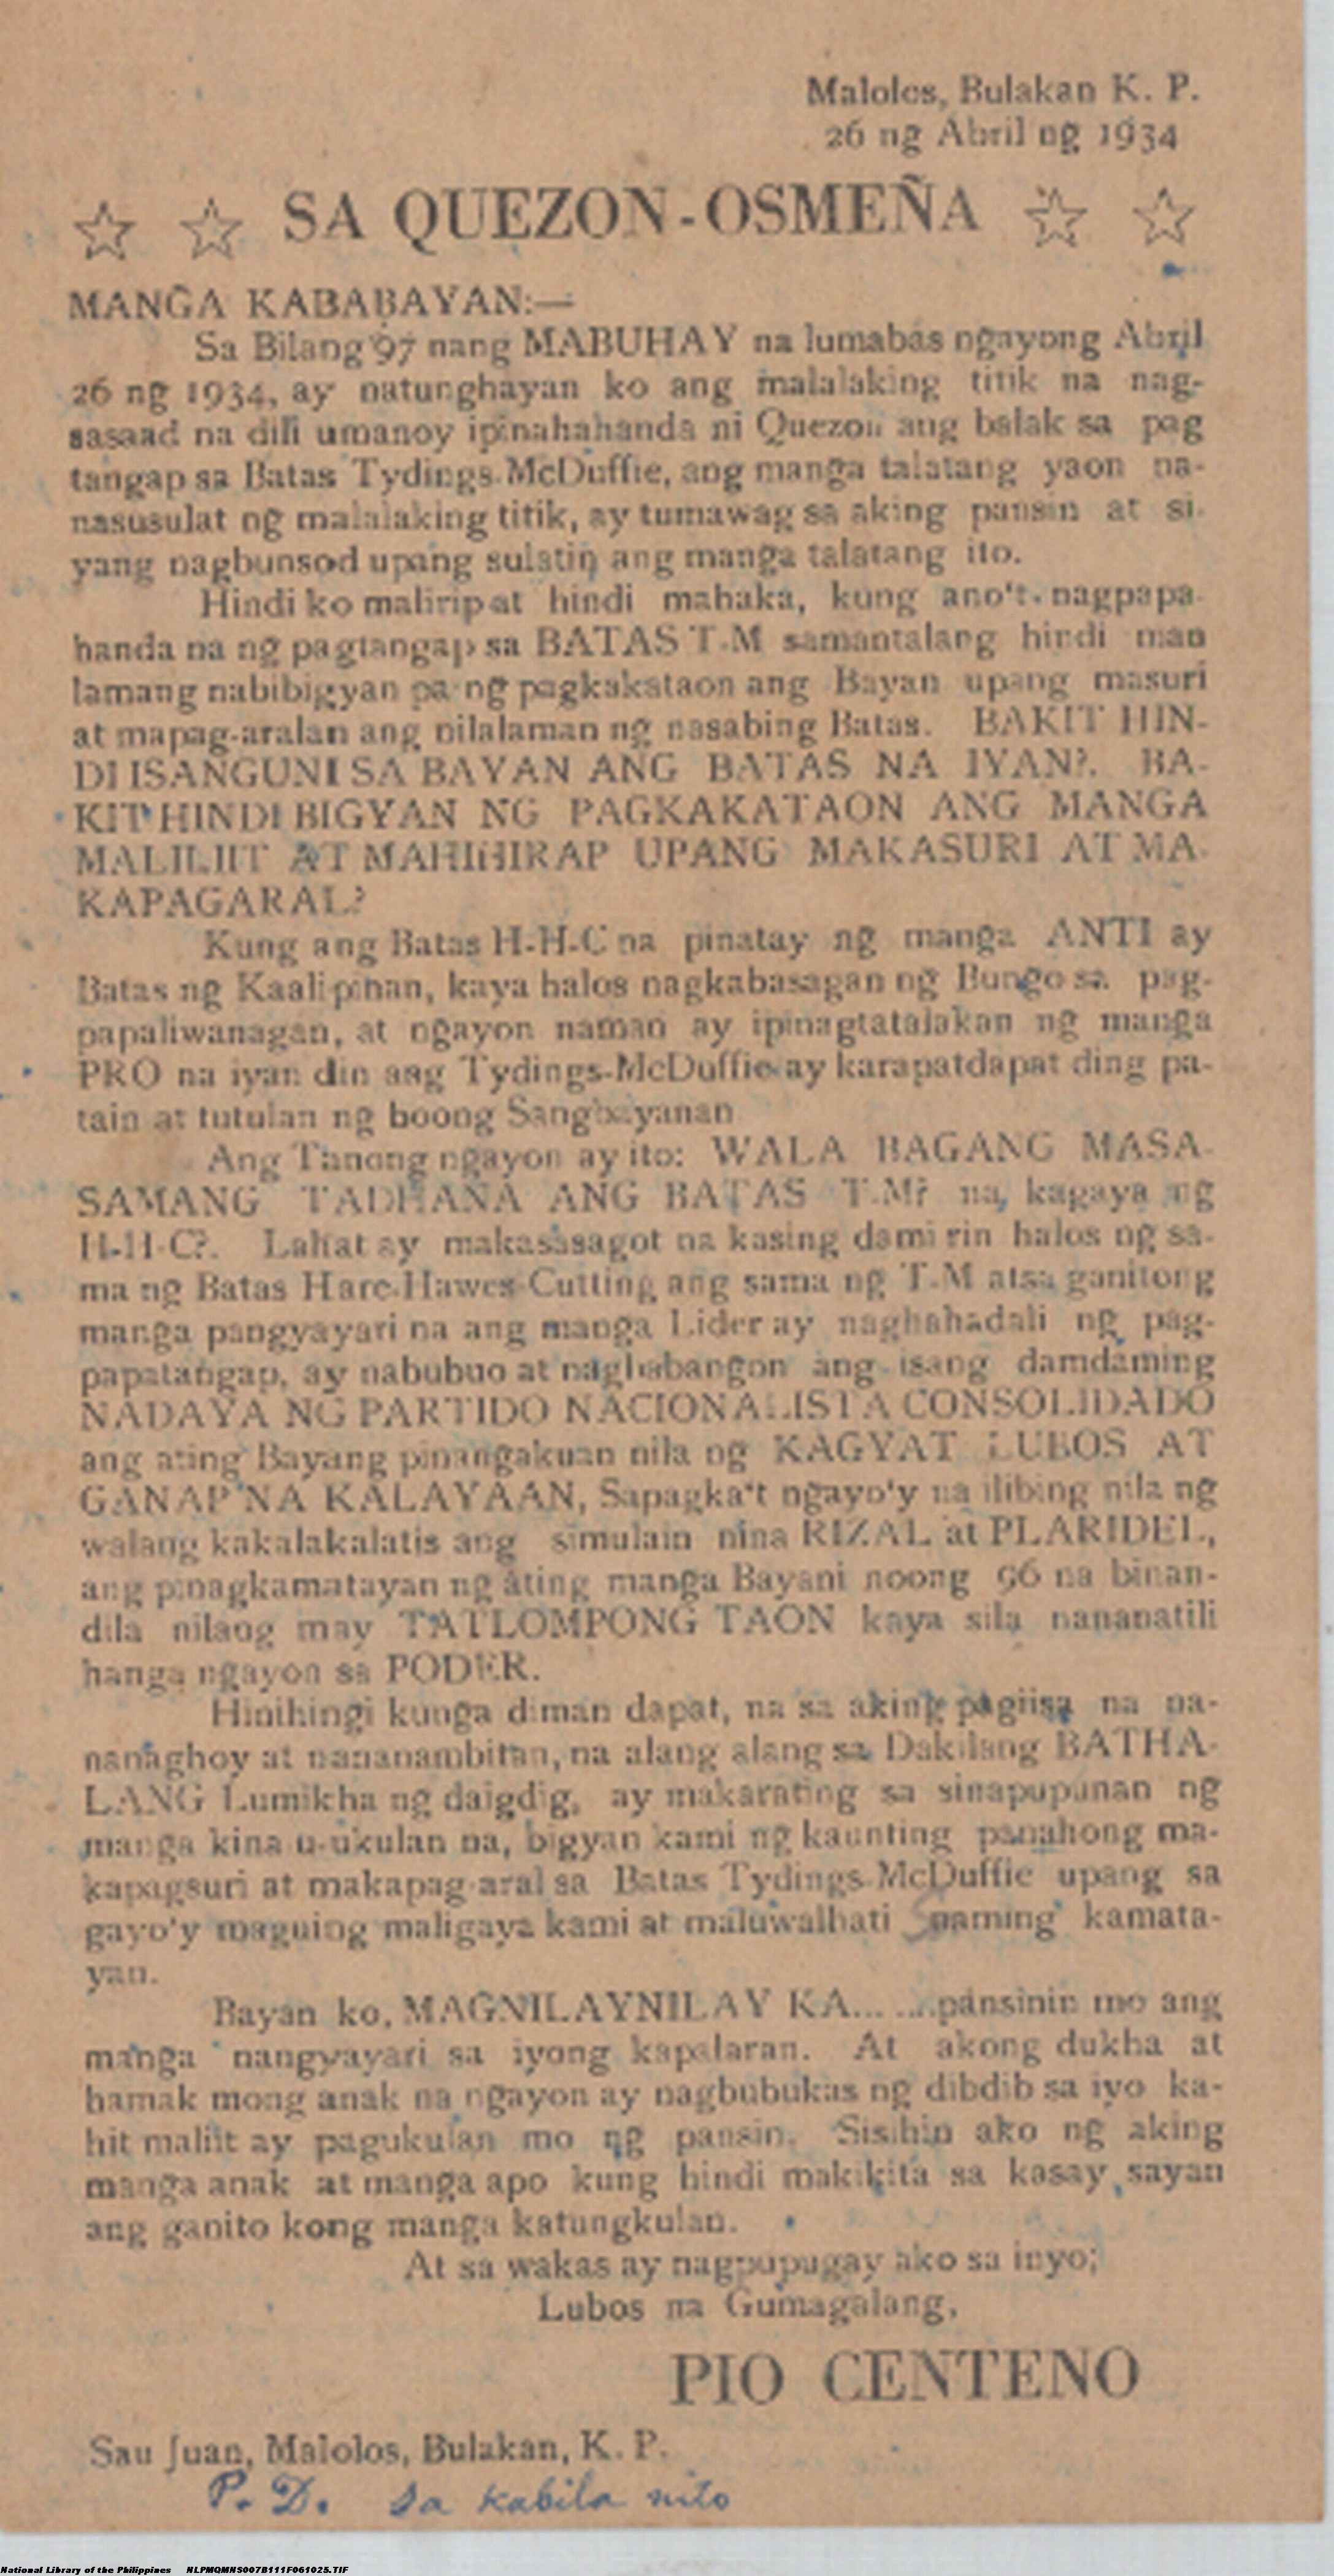 Malolos, Bulakan K. P.
26 ng Abril ng 1934
☆ ☆ SA QUEZON-OSMEÑA ☆ ☆
MANG̃A KABABAYAN:—
Sa Bilang 97 nang MABUHAY na lumabas ngayong Abril
26 ng 1934, ay natunghayan ko ang malalaking titik na nag-
sasaad na dili umanoy ipinahahanda ni Quezon ang balak sa pag
tangap sa Batas Tydings-McDuffie, ang manga talatang yaon na-
nasusulat ng malalaking titik, ay tumawag sa aking pansin at si-
yang nagbunsod upang sulatin ang manga talatang ito.
Hindi ko malirip at hindi mahaka, kung ano't nagpapa-
handa na ng pagtangap sa BATAS T.M samantalang hindi man
lamang nabibigyan pa ng pagkakataon ang Bayan upang masuri
at mapag-aralan ang nilalaman ng nasabing Batas. BAKIT HIN-
DI ISANGUNI SA BAYAN ANG BATAS NA IYAN?. BA-
KIT HINDI BIGYAN NG PAGKAKATAON ANG MANGA
MALILIIT AT MAHIHIRAP UPANG MAKASURI AT MA-
KAPAGARAL?
Kung ang Batas H-H-C na pinatay ng manga ANTI ay
Batas ng Kaalipinan, kaya halos nagkabasagan ng Bungo sa pag-
papaliwanagan, at ngayon naman ay ipinagtatalakan ng manga
PRO na iyan din ang Tydings-McDuffie ay karapatdapat ding pa-
tain at tutulan ng boong Sangbayanan
Ang Tanong ngayon ay ito: WALA BAGANG MASA-
SAMANG TADHANA ANG BATAS T.M? na, kagaya ng
H-H-C?. Lahat ay makasasagot na kasing dami rin halos ng sa-
ma ng Batas Hare-Hawes-Cutting ang sama ng T-M atsa ganitong
manga pangyayari na ang manga Lider ay naghahadali ng pag-
papatangap, ay nabubuo at nagbabangon ang isang damdaming
NADAYA NG PARTIDO NACIONALISTA CONSOLIDADO
ang ating Bayang pinangakuan nila ng KAGYAT LUBOS AT
GANAP NA KALAYAAN, Sapagka't ngayo'y na ilibing nila ng
walang kakalakalatis ang simulain nina RIZAL at PLARIDEL,
ang pinagkamatayan ng ating manga Bayani noong 96 na binan-
dila nilang may TATLOMPONG TAON kaya sila nananatili
hanga ngayon sa PODER.
Hinihingi kunga diman dapat, na sa aking pagiisa na na-
nanaghoy at nananambitan, na alang alang sa Dakilang BATHA-
LANG Lumikha ng daigdig, ay makarating sa sinapupunan ng
manga kina u-ukulan na, bigyan kami ng kaunting panahong ma-
kapagsuri at makapag-aral sa Batas Tydings-McDuffie upang sa
gayo'y maguing maligaya kami at maluwalhati naming kamata-
yan.
Bayan ko, MAGNILAYNILAY KA... ...pansinin mo ang
manga nangyayari sa iyong kapalaran. At akong dukha at
hamak mong anak na ngayon ay nagbubukas ng dibdib sa iyo ka-
hit maliit ay pagukulan mo ng pansin. Sisihin ako ng aking
manga anak at manga apo kung hindi makikita sa kasay sayan
ang ganito kong manga katungkulan.
At sa wakas ay nagpupugay ako sa inyo;
Lubos na Gumagalang,
PIO CENTENO
San Juan, Malolos, Bulakan, K. P.
P. D. sa kabila nito
National Library of the Philippines NLPMQMNS007B111F061025.TIF